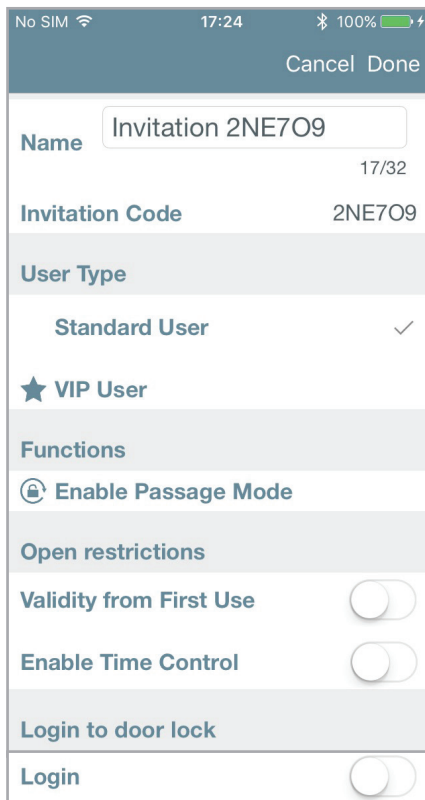 No SIM 17:24 100%
Cancel Done
Name Invitation 2NE7O9
17/32
Invitation Code 2NE7O9
User Type
Standard User
VIP User
Functions
Enable Passage Mode
Open restrictions
Validity from First Use
Enable Time Control
Login to door lock
Login